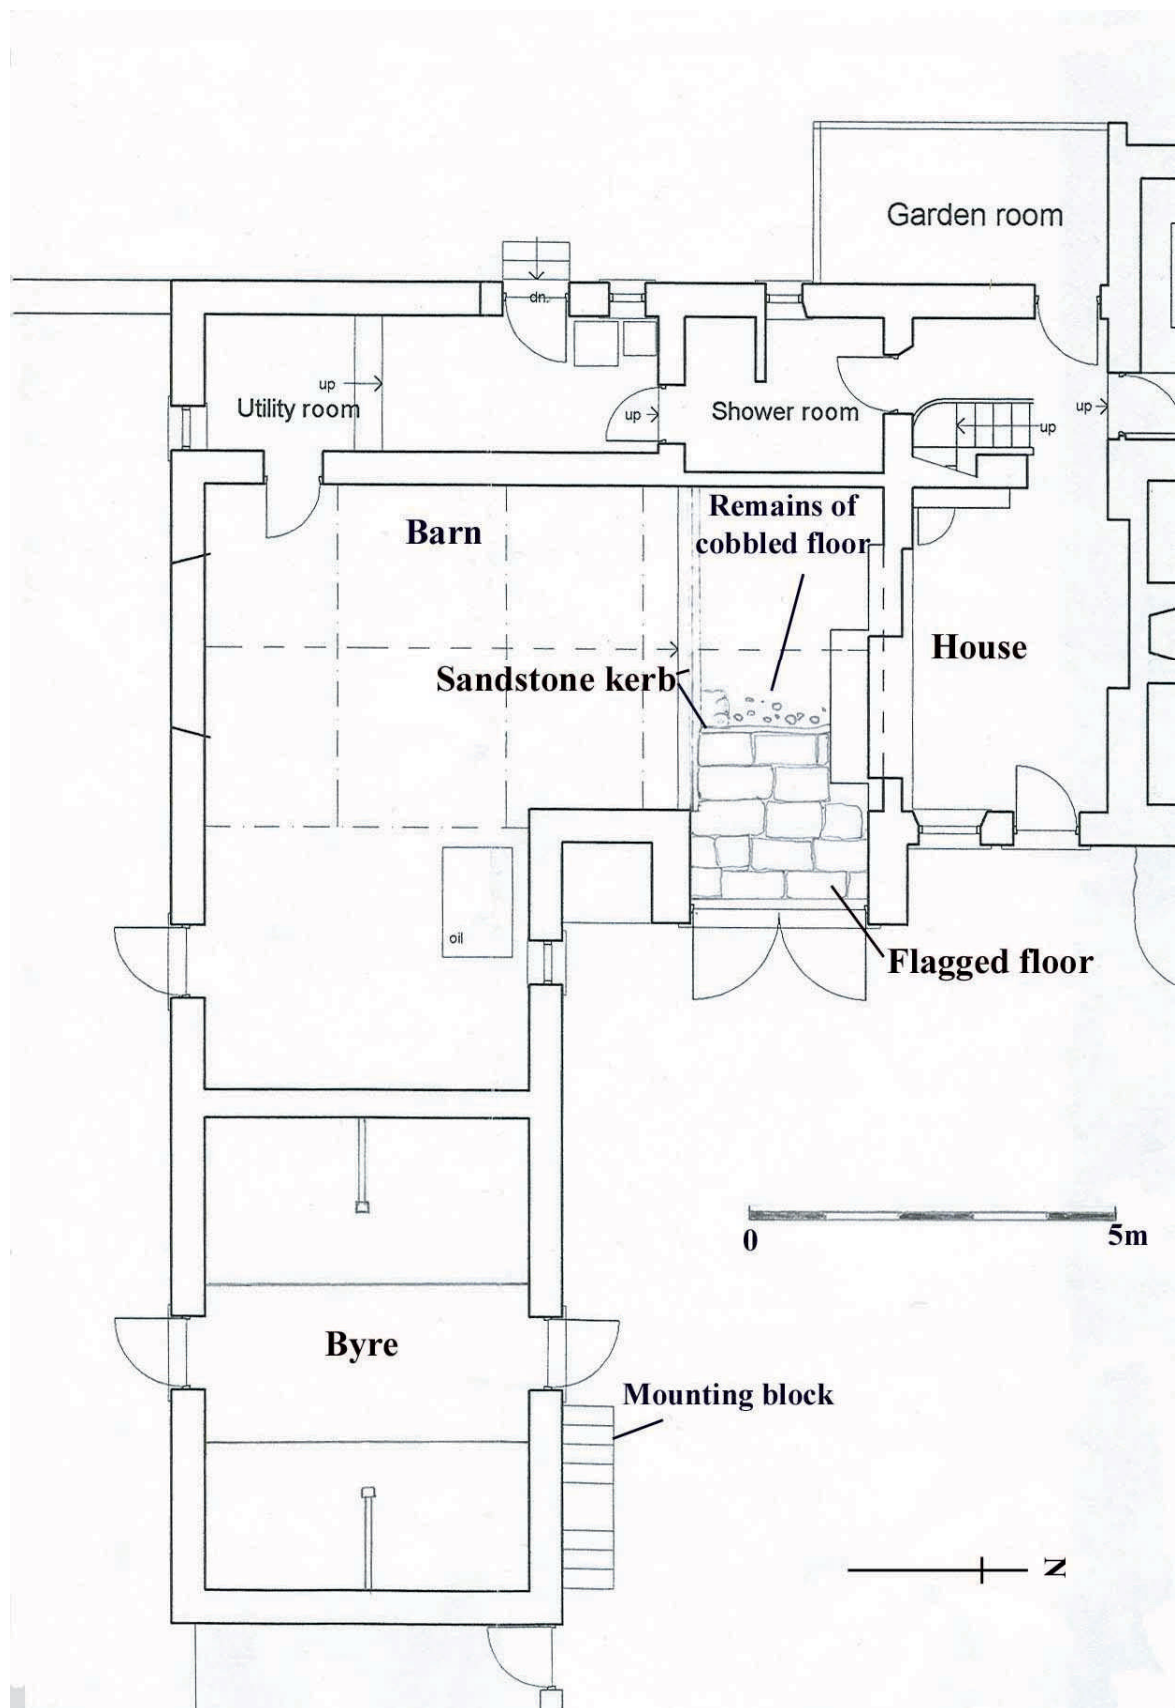 Garden room
dn.
up
Utility room
up
Shower room
up
up
Barn
Remains of
cobbled floor
House
Sandstone kerb
oil
Flagged floor
0
5m
Byre
Mounting block
N